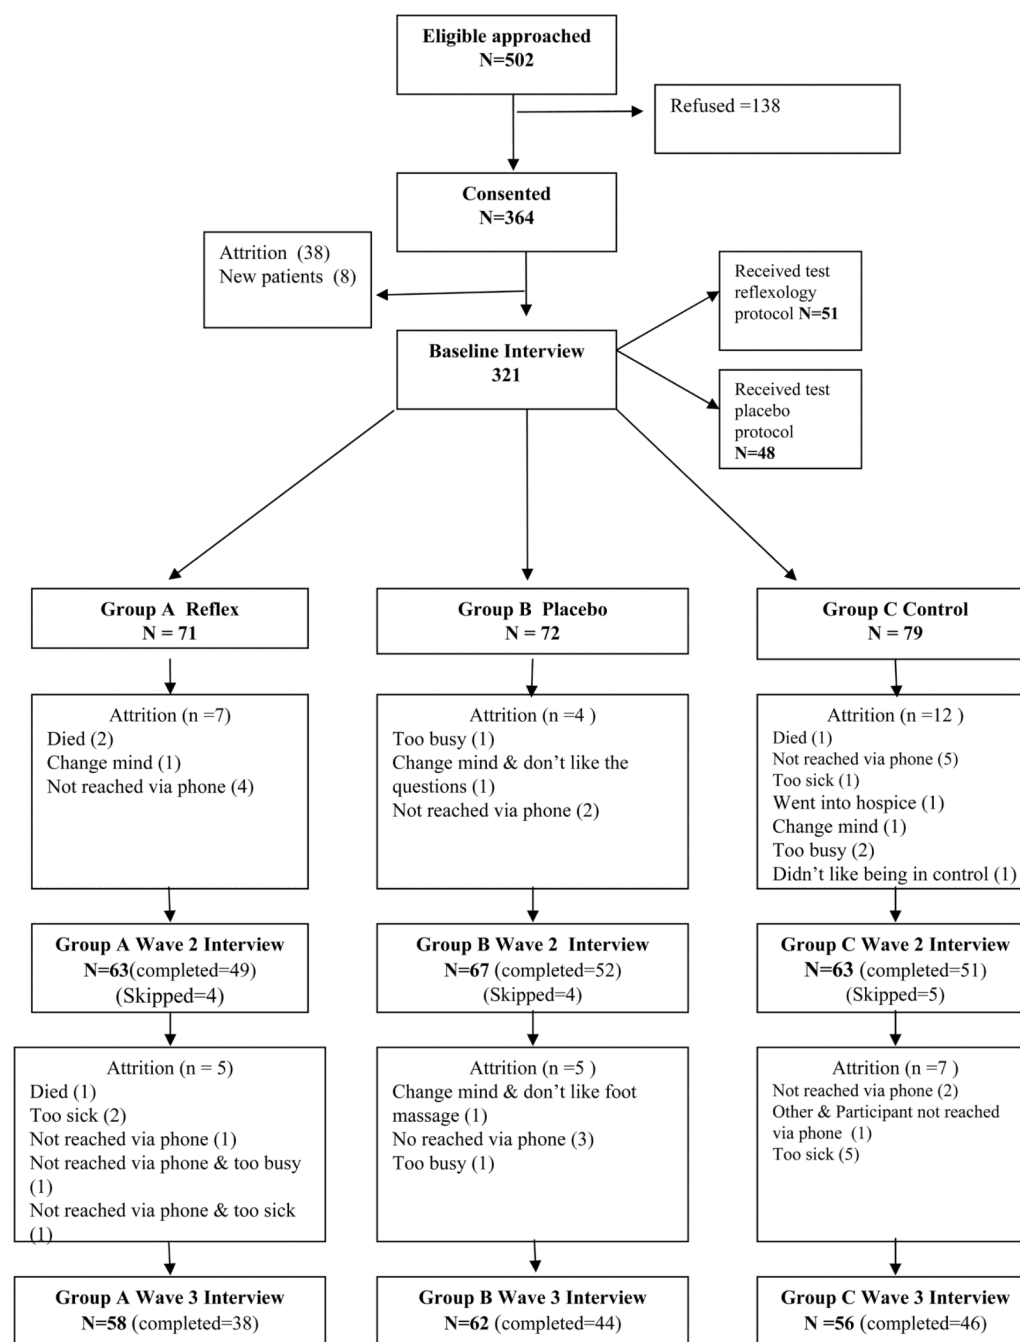 Eligible approached
N=502
Refused =138
Consented
N=364
Attrition (38)
New patients (8)
Received test
reflexology
protocol N=51
Baseline Interview
321
Received test
placebo
protocol
N=48
Group A Reflex
N = 71
Group B Placebo
N = 72
Group C Control
N = 79
Attrition (n =7)
Died (2)
Change mind (1)
Not reached via phone (4)
Attrition (n =4 )
Too busy (1)
Change mind & don't like the
questions (1)
Not reached via phone (2)
Attrition (n =12 )
Died (1)
Not reached via phone (5)
Too sick (1)
Went into hospice (1)
Change mind (1)
Too busy (2)
Didn't like being in control (1)
Group A Wave 2 Interview
N=63(completed=49)
(Skipped=4)
Group B Wave 2 Interview
N=67 (completed=52)
(Skipped=4)
Group C Wave 2 Interview
N=63 (completed=51)
(Skipped=5)
Attrition (n = 5)
Died (1)
Too sick (2)
Not reached via phone (1)
Not reached via phone & too busy
(1)
Not reached via phone & too sick
(1)
Attrition (n =5 )
Change mind & don't like foot
massage (1)
No reached via phone (3)
Too busy (1)
Attrition (n =7 )
Not reached via phone (2)
Other & Participant not reached
via phone (1)
Too sick (5)
Group A Wave 3 Interview
N=58 (completed=38)
Group B Wave 3 Interview
N=62 (completed=44)
Group C Wave 3 Interview
N =56 (completed=46)